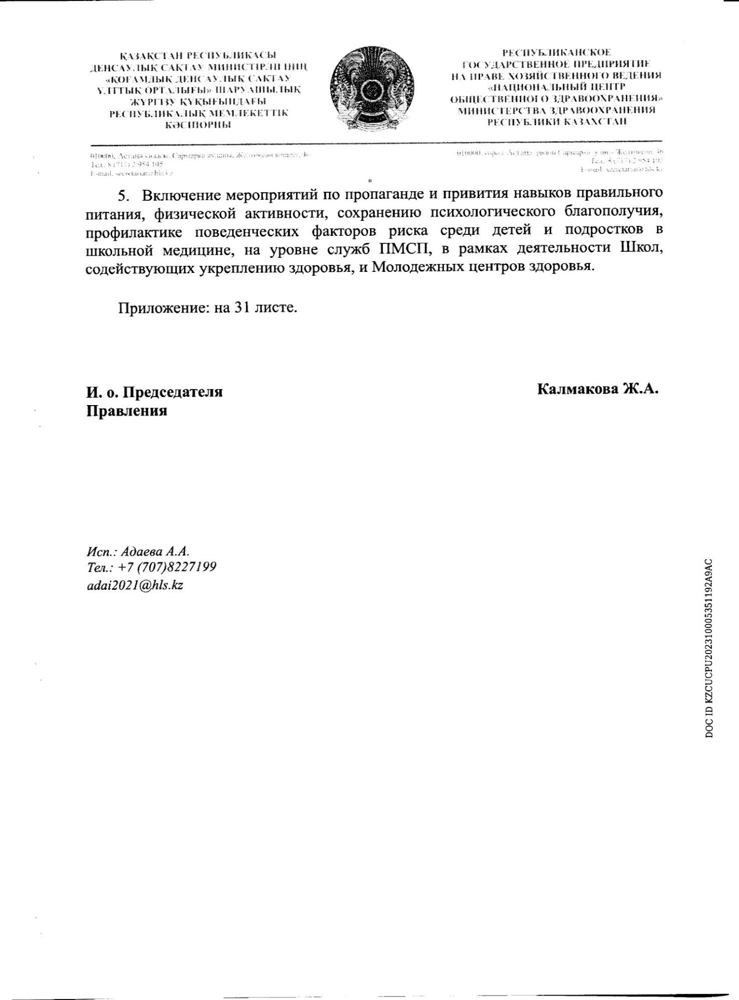 ҚАЗАҚСТАН РЕСПУБЛИКАСЫ
ДЕНСАУЛЫҚ САҚТАУ МИНИСТРЛІГІНІҢ
«ҚОҒАМДЫҚ ДЕНСАУЛЫҚ САҚТАУ
ҰЛТТЫҚ ОРТАЛЫҒЫ» ШАРУАШЫЛЫҚ
ЖҮРГІЗУ ҚҰҚЫҒЫНДАҒЫ
РЕСПУБЛИКАЛЫҚ МЕМЛЕКЕТТІК
КӘСІПОРНЫ
РЕСПУБЛИКАНСКОЕ
ГОСУДАРСТВЕННОЕ ПРЕДПРИЯТИЕ
НА ПРАВЕ ХОЗЯЙСТВЕННОГО ВЕДЕНИЯ
«НАЦИОНАЛЬНЫЙ ЦЕНТР
ОБЩЕСТВЕННОГО ЗДРАВООХРАНЕНИЯ»
МИНИСТЕРСТВА ЗДРАВООХРАНЕНИЯ
РЕСПУБЛИКИ КАЗАХСТАН
010000, Астана қаласы, Сарыарқа ауданы, Желтоқсан көшесі, 46
Тел. 8 (717) 2 954 105
E-mail: secretariat@hls.kz
010000, город Астана, район Сарыарка, улица Желтоксан, 46
Тел. 8 (717) 2 954 105
E-mail: secretariat@hls.kz
5. Включение мероприятий по пропаганде и привития навыков правильного
питания, физической активности, сохранению психологического благополучия,
профилактике поведенческих факторов риска среди детей и подростков в
школьной медицине, на уровне служб ПМСП, в рамках деятельности Школ,
содействующих укреплению здоровья, и Молодежных центров здоровья.
Приложение: на 31 листе.
И. о. Председателя
Правления
Калмакова Ж.А.
Исп.: Адаева А.А.
Тел.: +7 (707)8227199
adai2021@hls.kz
DOC ID KZCUCPU202310005351192A9AC